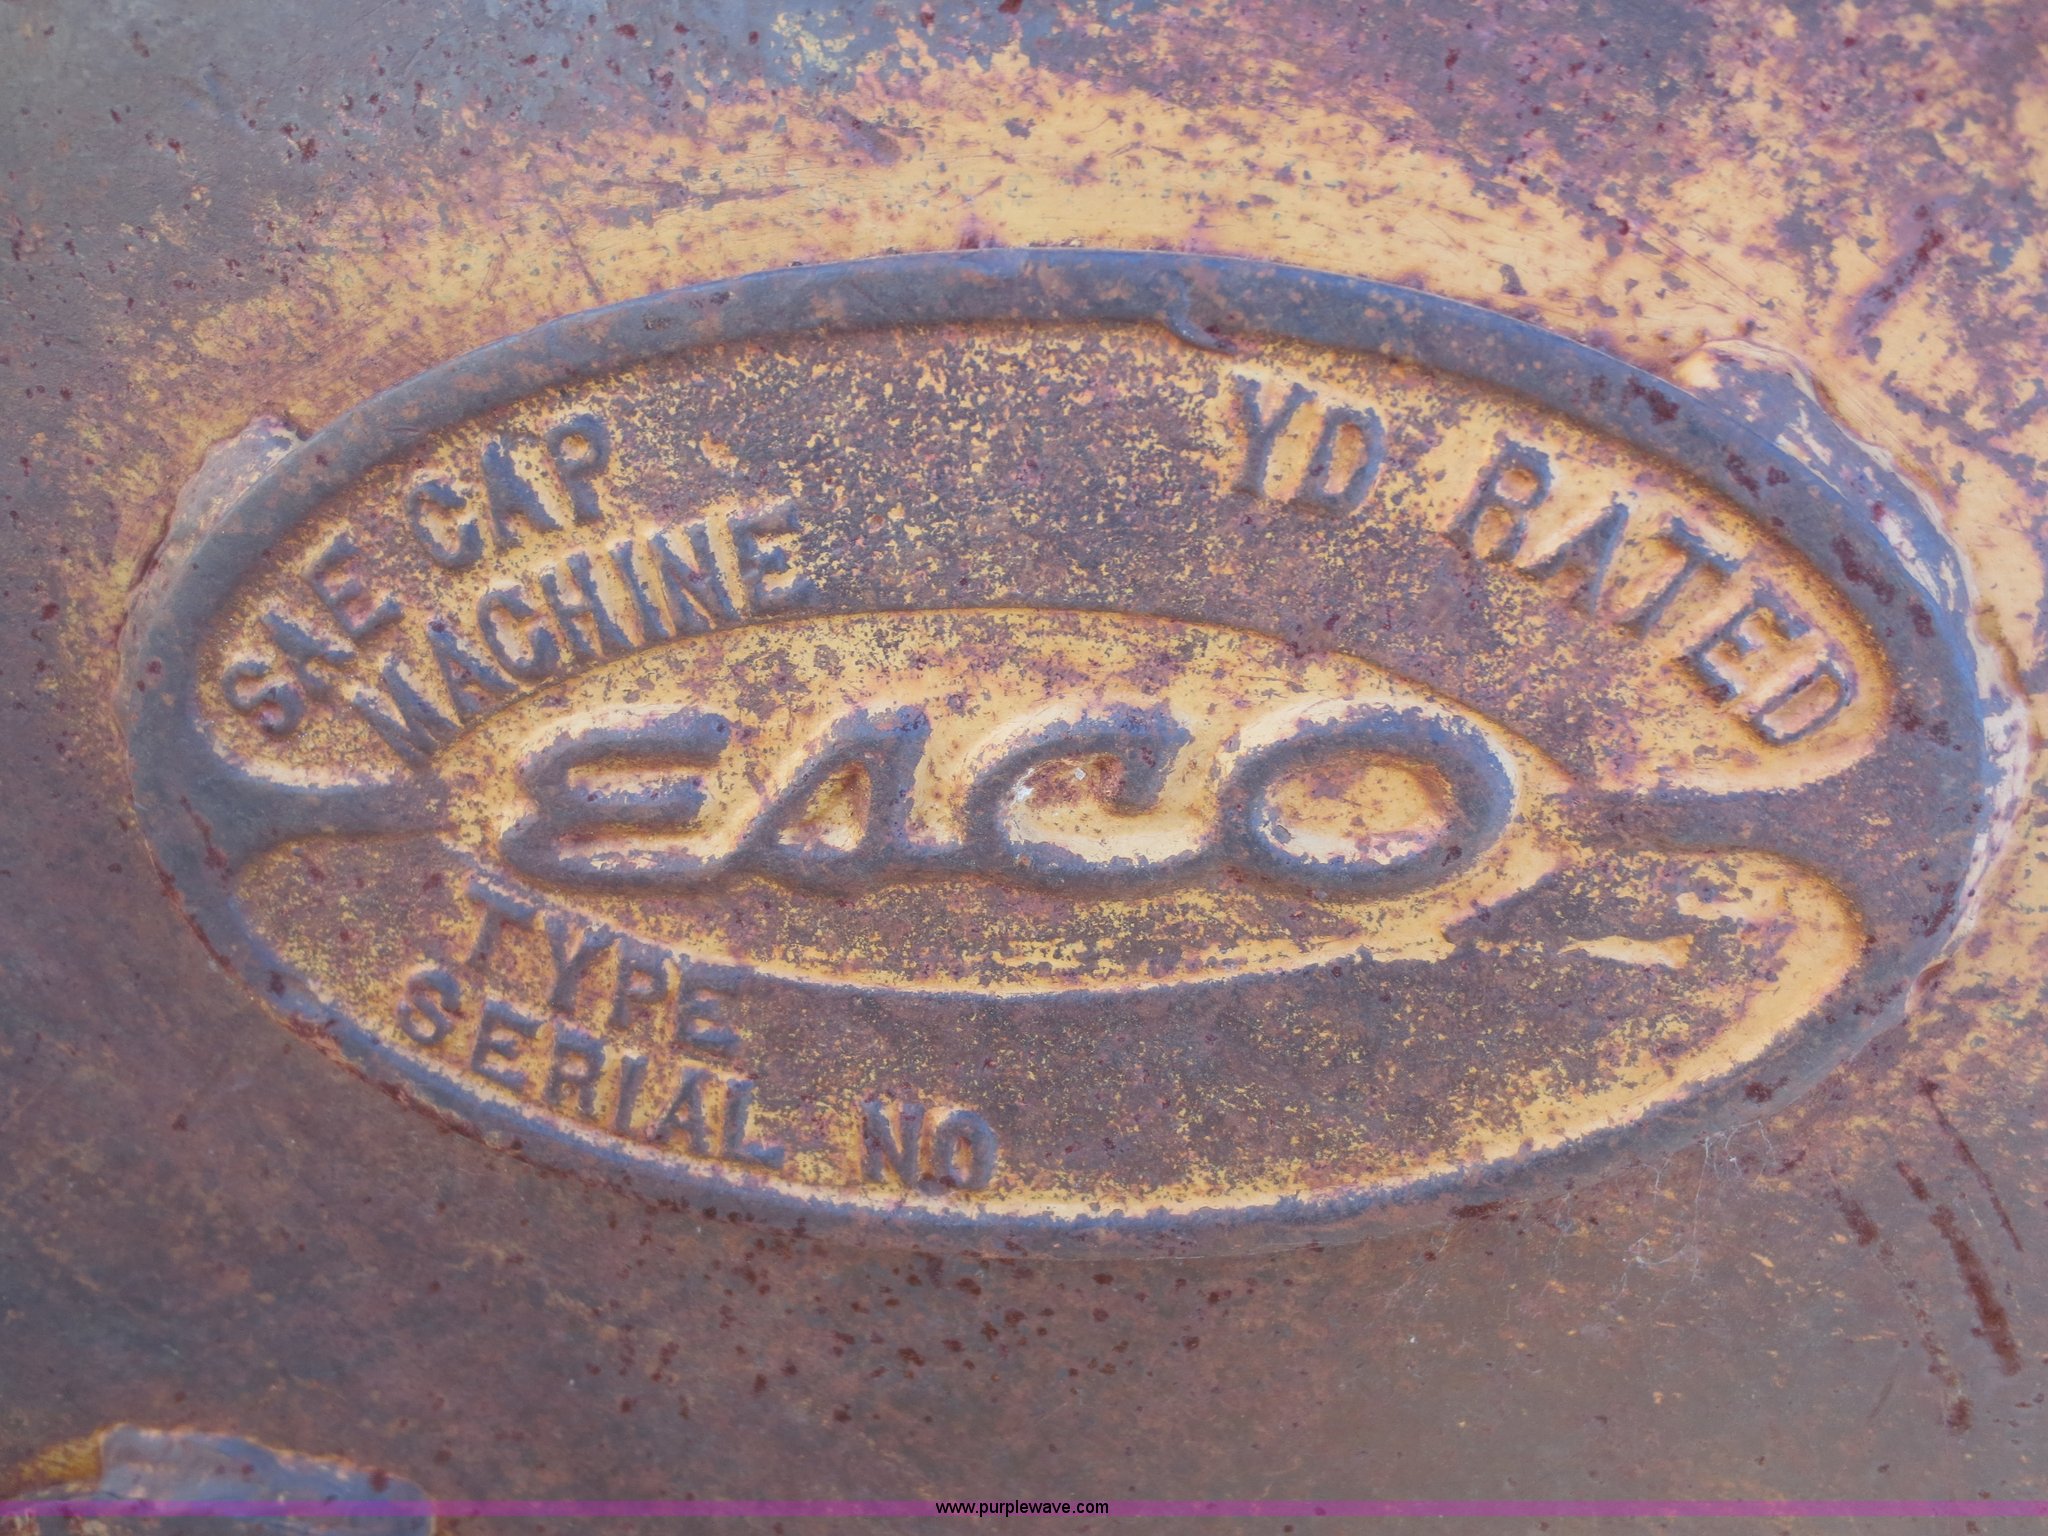 SAE CAP YD RATED
MACHINE
EACO
TYPE
SERIAL NO
www.purplewave.com